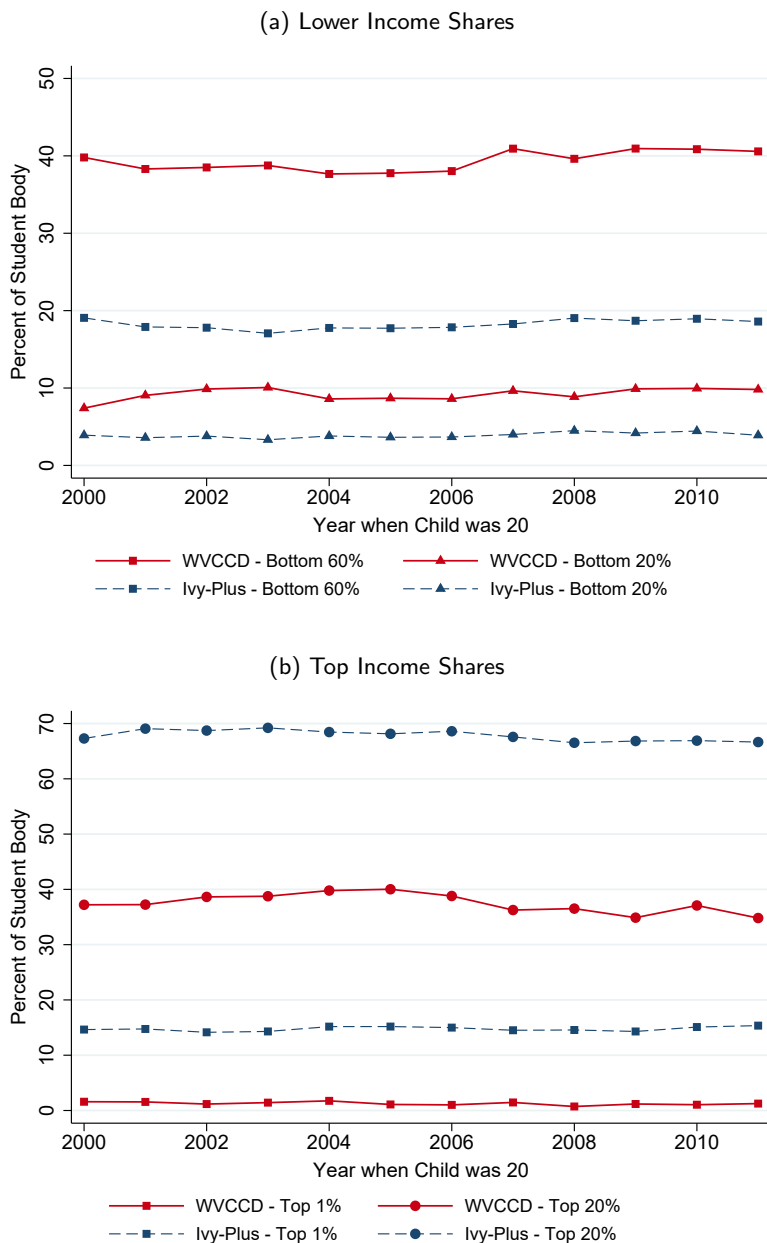 (a) Lower Income Shares
50
40
30
20
10
0
Percent of Student Body
2000 2002 2004 2006 2008 2010
Year when Child was 20
WVCCD - Bottom 60% WVCCD - Bottom 20%
Ivy-Plus - Bottom 60% Ivy-Plus - Bottom 20%
(b) Top Income Shares
70
60
50
40
30
20
10
0
Percent of Student Body
2000 2002 2004 2006 2008 2010
Year when Child was 20
WVCCD - Top 1% WVCCD - Top 20%
Ivy-Plus - Top 1% Ivy-Plus - Top 20%